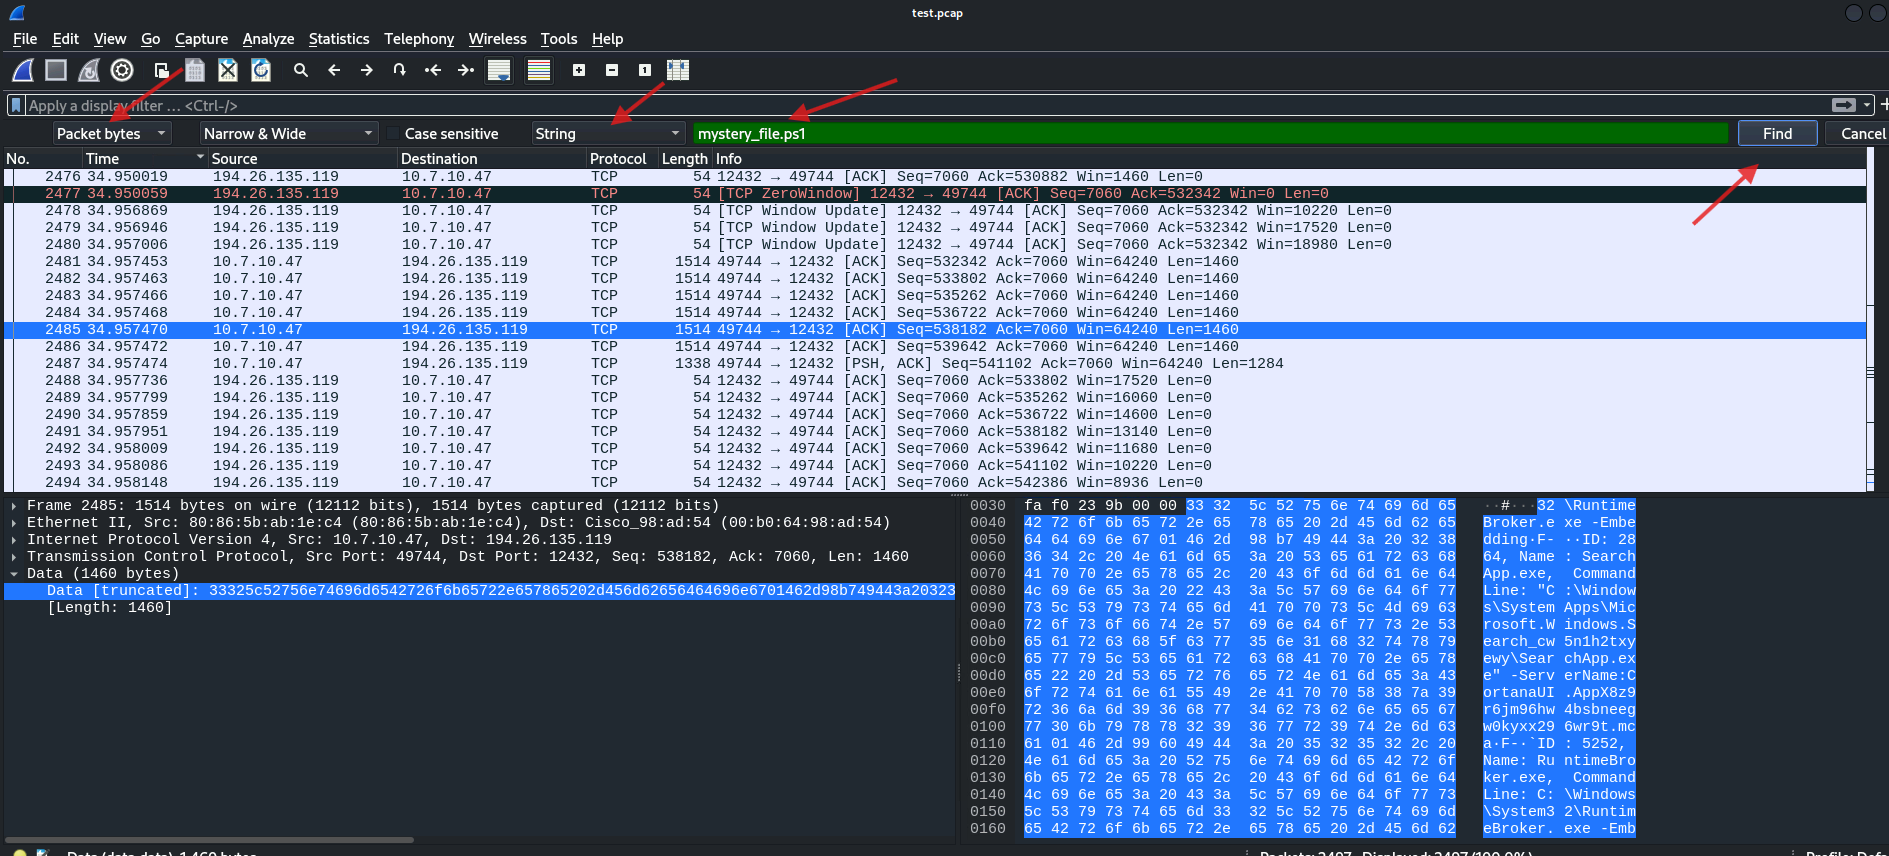 test.pcap
File Edit View Go Capture Analyze Statistics Telephony Wireless Tools Help
Apply a display filter … <Ctrl-/>
Packet bytes Narrow & Wide Case sensitive String mystery_file.ps1 Find Cancel
No. Time Source Destination Protocol Length Info
2476 34.950019 194.26.135.119 10.7.10.47 TCP 54 12432 → 49744 [ACK] Seq=7060 Ack=530882 Win=1460 Len=0
2477 34.950059 194.26.135.119 10.7.10.47 TCP 54 [TCP ZeroWindow] 12432 → 49744 [ACK] Seq=7060 Ack=532342 Win=0 Len=0
2478 34.956869 194.26.135.119 10.7.10.47 TCP 54 [TCP Window Update] 12432 → 49744 [ACK] Seq=7060 Ack=532342 Win=10220 Len=0
2479 34.956946 194.26.135.119 10.7.10.47 TCP 54 [TCP Window Update] 12432 → 49744 [ACK] Seq=7060 Ack=532342 Win=17520 Len=0
2480 34.957006 194.26.135.119 10.7.10.47 TCP 54 [TCP Window Update] 12432 → 49744 [ACK] Seq=7060 Ack=532342 Win=18980 Len=0
2481 34.957453 10.7.10.47 194.26.135.119 TCP 1514 49744 → 12432 [ACK] Seq=532342 Ack=7060 Win=64240 Len=1460
2482 34.957463 10.7.10.47 194.26.135.119 TCP 1514 49744 → 12432 [ACK] Seq=533802 Ack=7060 Win=64240 Len=1460
2483 34.957466 10.7.10.47 194.26.135.119 TCP 1514 49744 → 12432 [ACK] Seq=535262 Ack=7060 Win=64240 Len=1460
2484 34.957468 10.7.10.47 194.26.135.119 TCP 1514 49744 → 12432 [ACK] Seq=536722 Ack=7060 Win=64240 Len=1460
2485 34.957470 10.7.10.47 194.26.135.119 TCP 1514 49744 → 12432 [ACK] Seq=538182 Ack=7060 Win=64240 Len=1460
2486 34.957472 10.7.10.47 194.26.135.119 TCP 1514 49744 → 12432 [ACK] Seq=539642 Ack=7060 Win=64240 Len=1460
2487 34.957474 10.7.10.47 194.26.135.119 TCP 1338 49744 → 12432 [PSH, ACK] Seq=541102 Ack=7060 Win=64240 Len=1284
2488 34.957736 194.26.135.119 10.7.10.47 TCP 54 12432 → 49744 [ACK] Seq=7060 Ack=533802 Win=17520 Len=0
2489 34.957799 194.26.135.119 10.7.10.47 TCP 54 12432 → 49744 [ACK] Seq=7060 Ack=535262 Win=16060 Len=0
2490 34.957859 194.26.135.119 10.7.10.47 TCP 54 12432 → 49744 [ACK] Seq=7060 Ack=536722 Win=14600 Len=0
2491 34.957951 194.26.135.119 10.7.10.47 TCP 54 12432 → 49744 [ACK] Seq=7060 Ack=538182 Win=13140 Len=0
2492 34.958009 194.26.135.119 10.7.10.47 TCP 54 12432 → 49744 [ACK] Seq=7060 Ack=539642 Win=11680 Len=0
2493 34.958086 194.26.135.119 10.7.10.47 TCP 54 12432 → 49744 [ACK] Seq=7060 Ack=541102 Win=10220 Len=0
2494 34.958148 194.26.135.119 10.7.10.47 TCP 54 12432 → 49744 [ACK] Seq=7060 Ack=542386 Win=8936 Len=0
Frame 2485: 1514 bytes on wire (12112 bits), 1514 bytes captured (12112 bits)
Ethernet II, Src: 80:86:5b:ab:1e:c4 (80:86:5b:ab:1e:c4), Dst: Cisco_98:ad:54 (00:b0:64:98:ad:54)
Internet Protocol Version 4, Src: 10.7.10.47, Dst: 194.26.135.119
Transmission Control Protocol, Src Port: 49744, Dst Port: 12432, Seq: 538182, Ack: 7060, Len: 1460
Data (1460 bytes)
Data [truncated]: 33325c52756e74696d6542726f6b65722e657865202d456d62656464696e6701462d98b749443a20323
[Length: 1460]
0030 fa f0 23 9b 00 00 33 32 5c 52 75 6e 74 69 6d 65 ··#···32 \Runtime
0040 42 72 6f 6b 65 72 2e 65 78 65 20 2d 45 6d 62 65 Broker.e xe -Embe
0050 64 64 69 6e 67 01 46 2d 98 b7 49 44 3a 20 32 38 dding·F- ··ID: 28
0060 36 34 2c 20 4e 61 6d 65 3a 20 53 65 61 72 63 68 64, Name : Search
0070 41 70 70 2e 65 78 65 2c 20 43 6f 6d 6d 61 6e 64 App.exe,  Command
0080 4c 69 6e 65 3a 20 22 43 3a 5c 57 69 6e 64 6f 77 Line: "C :\Window
0090 73 5c 53 79 73 74 65 6d 41 70 70 73 5c 4d 69 63 s\System Apps\Mic
00a0 72 6f 73 6f 66 74 2e 57 69 6e 64 6f 77 73 2e 53 rosoft.W indows.S
00b0 65 61 72 63 68 5f 63 77 35 6e 31 68 32 74 78 79 earch_cw 5n1h2txy
00c0 65 77 79 5c 53 65 61 72 63 68 41 70 70 2e 65 78 ewy\Sear chApp.ex
00d0 65 22 20 2d 53 65 72 76 65 72 4e 61 6d 65 3a 43 e" -Serv erName:C
00e0 6f 72 74 61 6e 61 55 49 2e 41 70 70 58 38 7a 39 ortanaUI .AppX8z9
00f0 72 36 6a 6d 39 36 68 77 34 62 73 62 6e 65 65 67 r6jm96hw 4bsbneeg
0100 77 30 6b 79 78 78 32 39 36 77 72 39 74 2e 6d 63 w0kyxx29 6wr9t.mc
0110 61 01 46 2d 99 60 49 44 3a 20 35 32 35 32 2c 20 a·F-·`ID : 5252,
0120 4e 61 6d 65 3a 20 52 75 6e 74 69 6d 65 42 72 6f Name: Ru ntimeBro
0130 6b 65 72 2e 65 78 65 2c 20 43 6f 6d 6d 61 6e 64 ker.exe,  Command
0140 4c 69 6e 65 3a 20 43 3a 5c 57 69 6e 64 6f 77 73 Line: C: \Windows
0150 5c 53 79 73 74 65 6d 33 32 5c 52 75 6e 74 69 6d \System3 2\Runtim
0160 65 42 72 6f 6b 65 72 2e 65 78 65 20 2d 45 6d 62 eBroker. exe -Emb